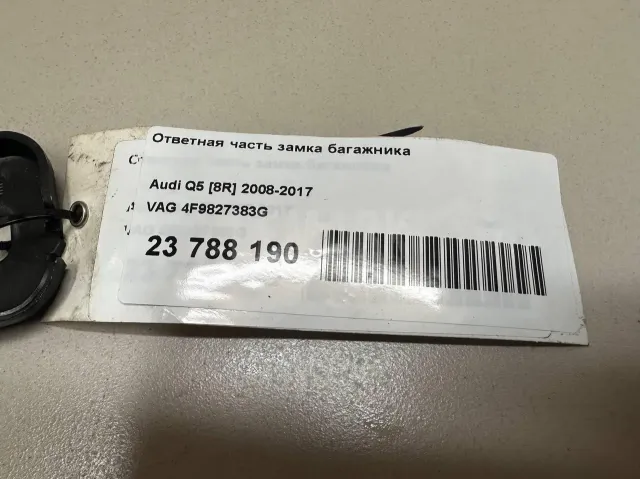 Ответная часть замка багажника
Audi Q5 [8R] 2008-2017
VAG 4F9827383G
23 788 190